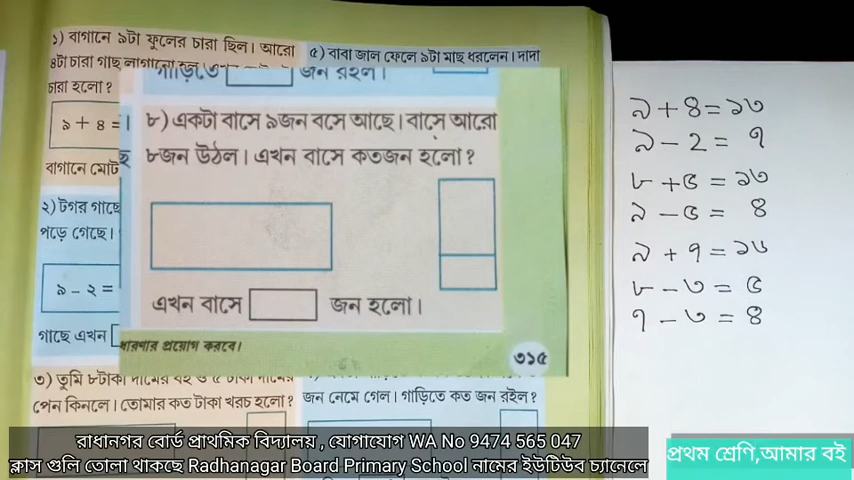 ১) বাগানে ৯টা ফুলের চারা ছিল। আরো
৪টা চারা গাছ লাগানো হল।
চারা হলো?
৯ + ৪ =
বাগানে মোট
২) টগর গাছে
পড়ে গেছে।
৯ - ২ =
গাছে এখন
৩) তুমি ৮টাকা দামের বই ও ৫ টাকা দামের
পেন কিনলে। তোমার কত টাকা খরচ হলো?
৫) বাবা জাল ফেলে ৯টা মাছ ধরলেন। দাদা
গাড়িতে জন রইল।
৮) একটা বাসে ৯জন বসে আছে। বাসে আরো
৮জন উঠল। এখন বাসে কতজন হলো?
এখন বাসে জন হলো।
ধারণার প্রয়োগ করবে।
৩১৫
জন নেমে গেল। গাড়িতে কত জন রইল?
৯ + ৪ = ১৩
৯ - 2 = ৭
৮ + ৫ = ১৩
৯ - ৫ = ৪
৯ + ৭ = ১৬
৮ - ৩ = ৫
৭ - ৩ = ৪
রাধানগর বোর্ড প্রাথমিক বিদ্যালয় , যোগাযোগ WA No 9474 565 047
ক্লাস গুলি তোলা থাকছে Radhanagar Board Primary School নামের ইউটিউব চ্যানেলে
প্রথম শ্রেণি,আমার বই